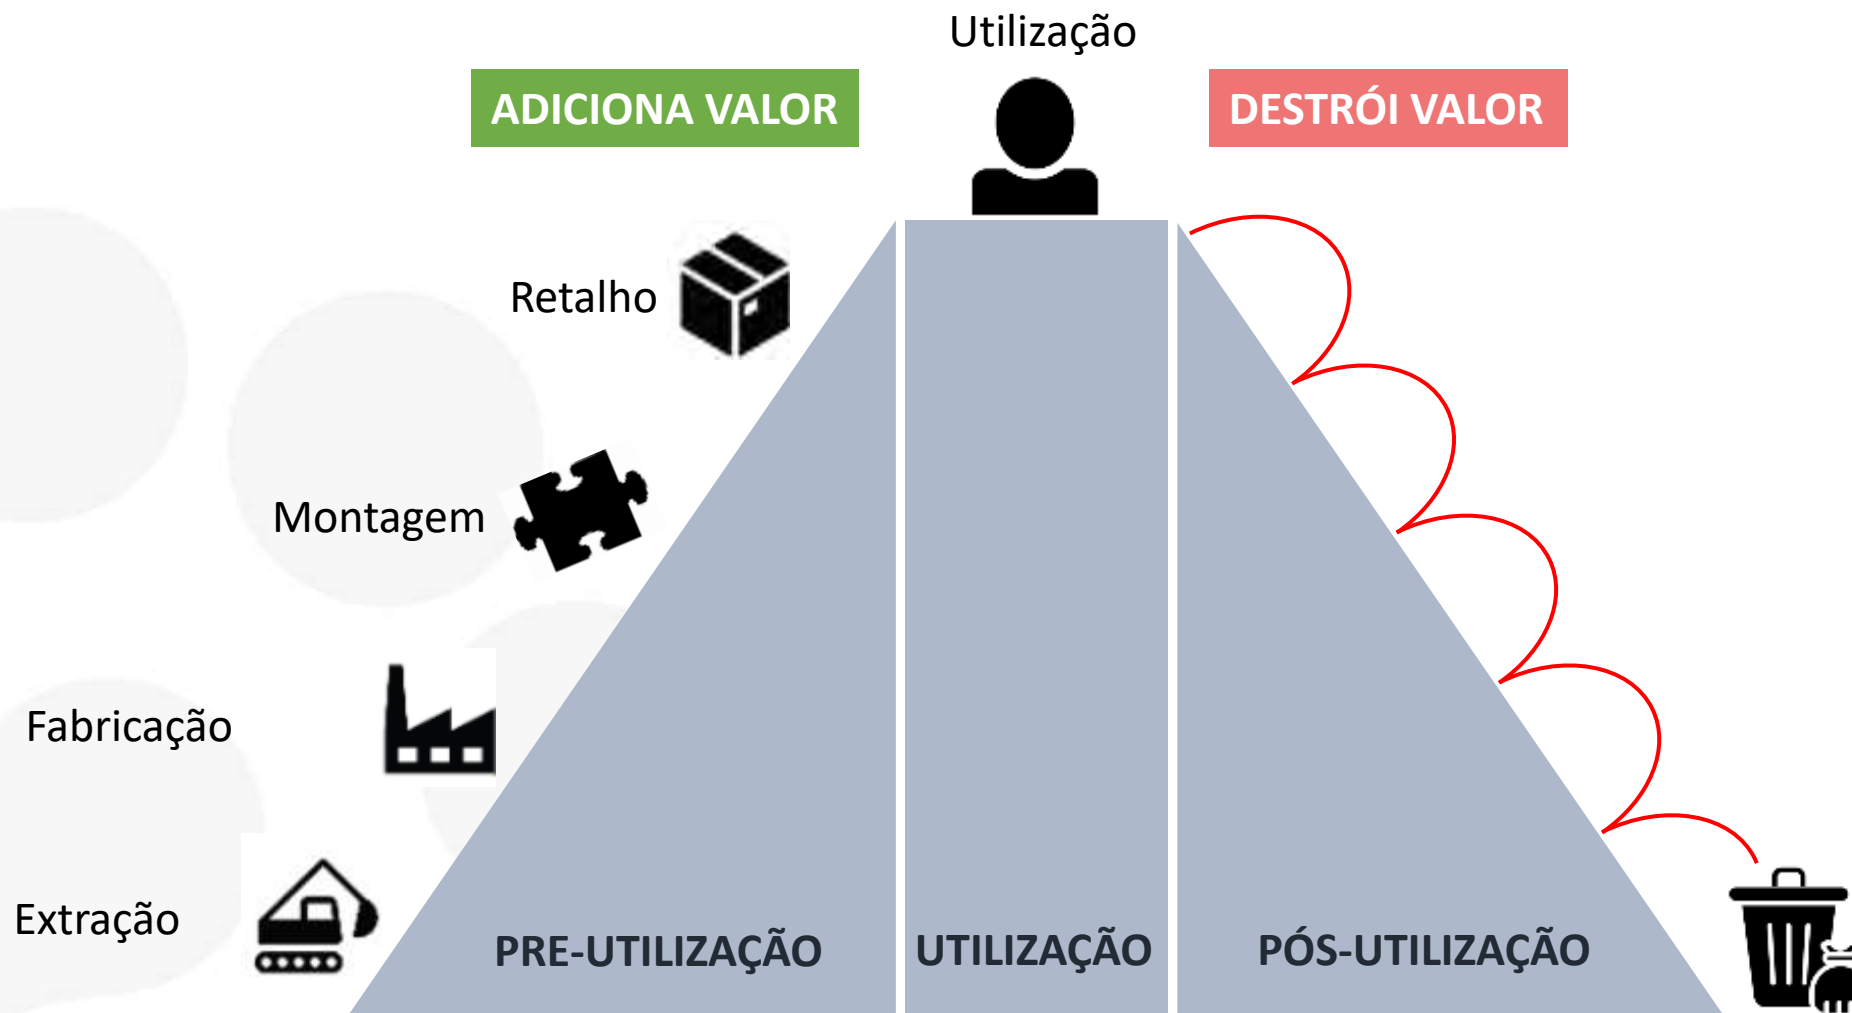 Utilização
ADICIONA VALOR
DESTRÓI VALOR
Retalho
Montagem
Fabricação
Extração
PRE-UTILIZAÇÃO
UTILIZAÇÃO
PÓS-UTILIZAÇÃO